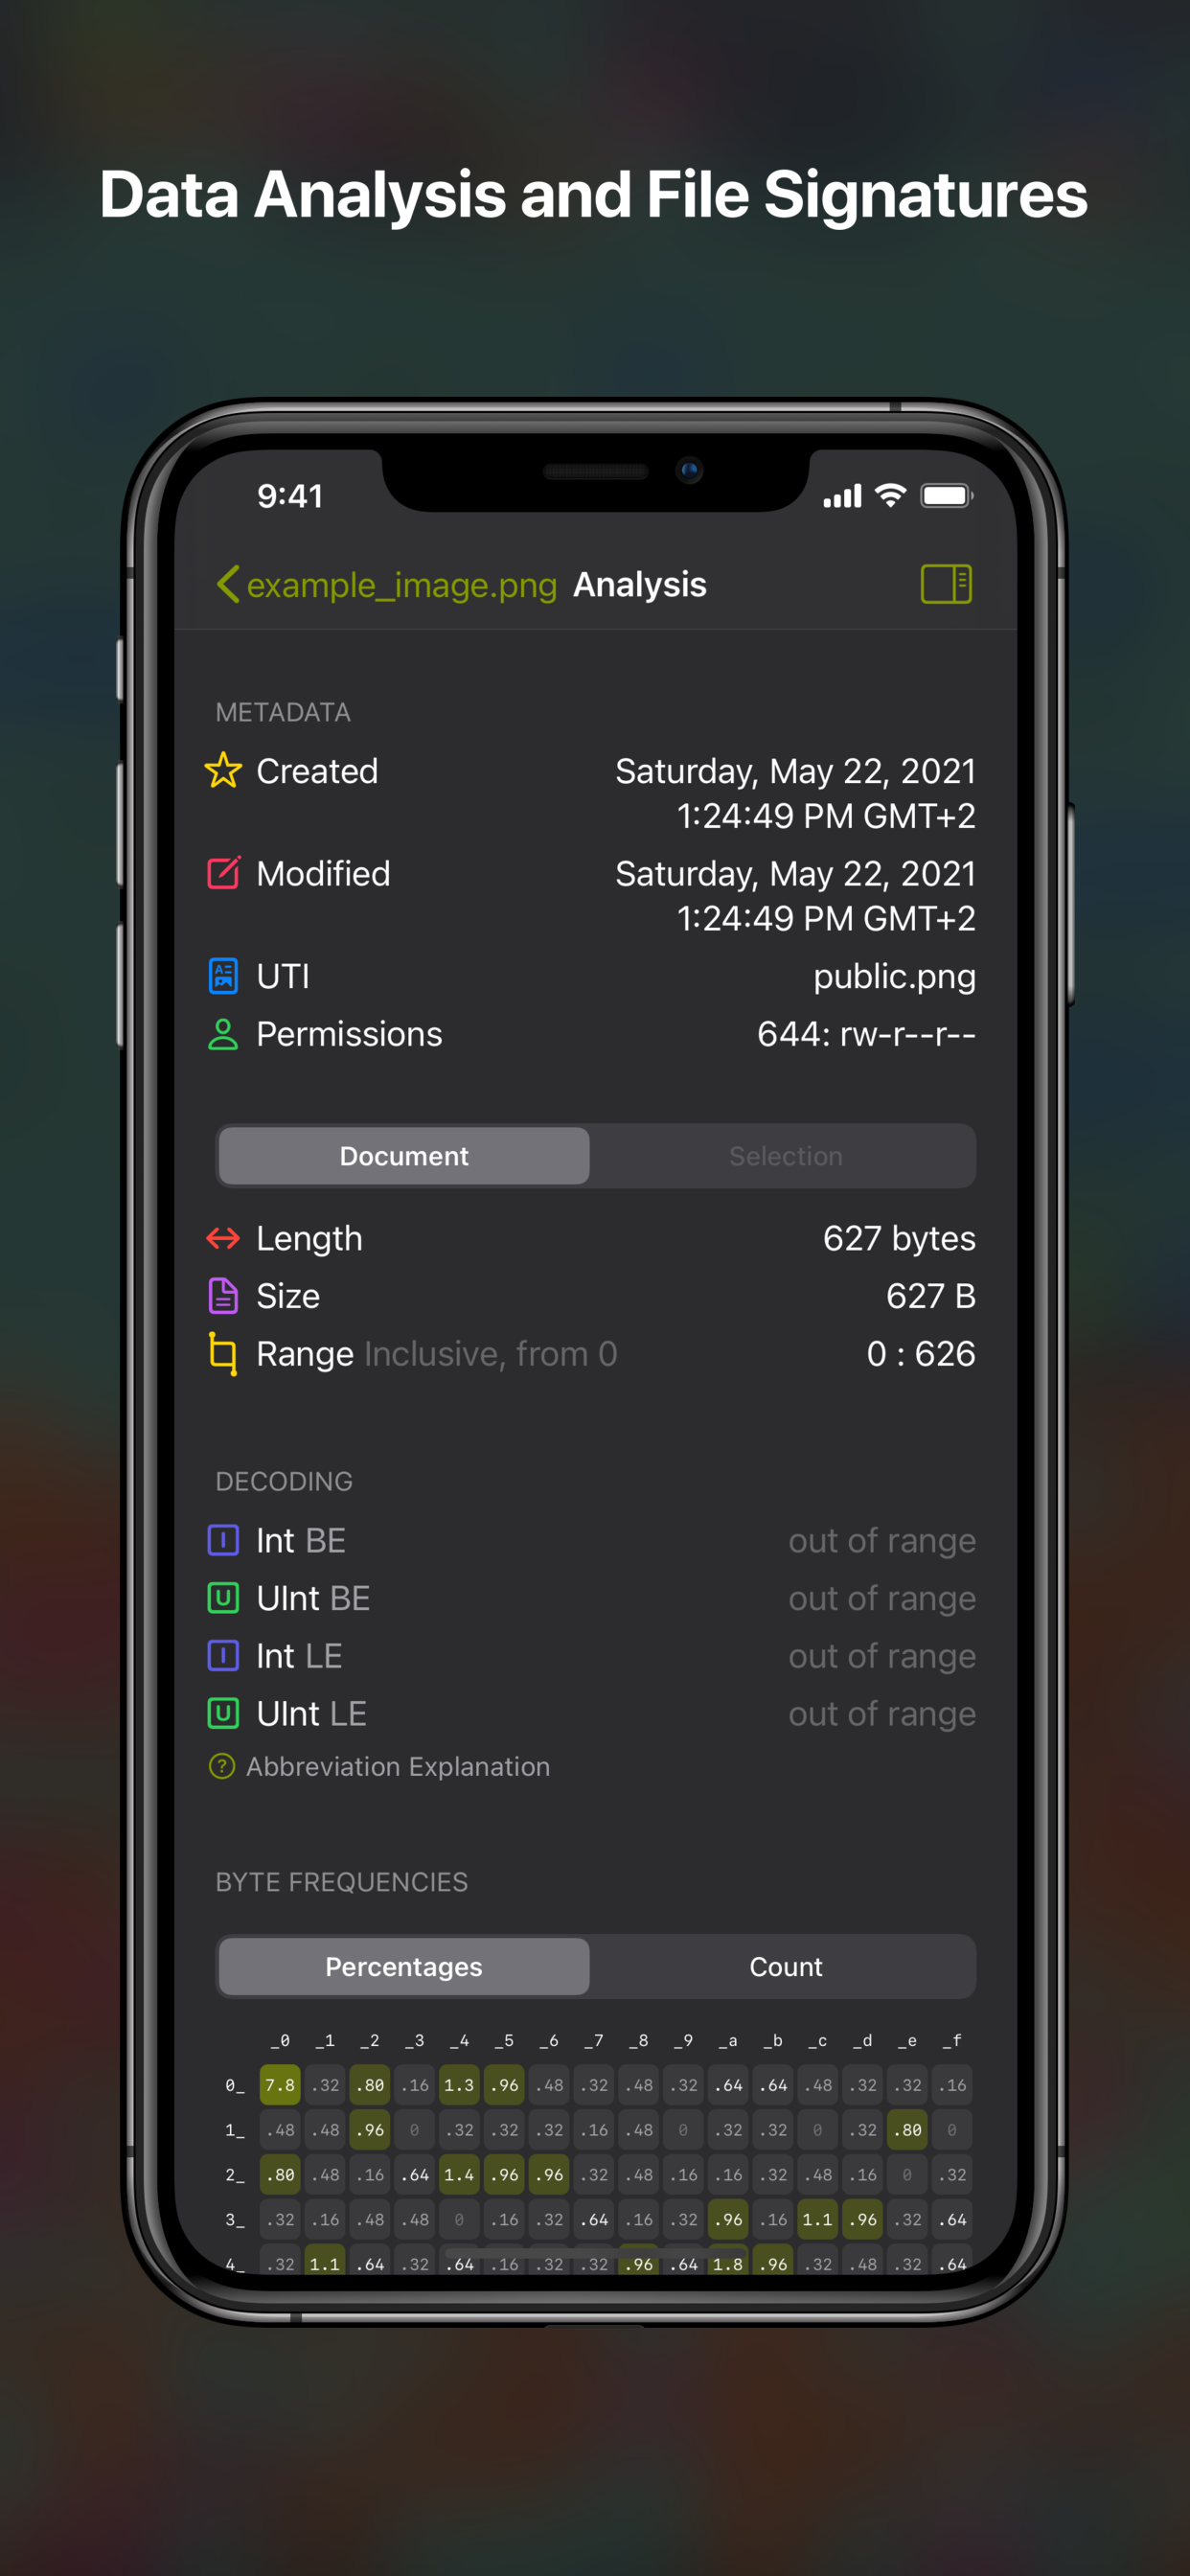 Data Analysis and File Signatures
9:41
example_image.png Analysis
METADATA
Created Saturday, May 22, 2021
1:24:49 PM GMT+2
Modified Saturday, May 22, 2021
1:24:49 PM GMT+2
UTI public.png
Permissions 644: rw-r--r--
Document Selection
Length 627 bytes
Size 627 B
Range Inclusive, from 0 0 : 626
DECODING
I Int BE out of range
U UInt BE out of range
I Int LE out of range
U UInt LE out of range
? Abbreviation Explanation
BYTE FREQUENCIES
Percentages Count
_0 _1 _2 _3 _4 _5 _6 _7 _8 _9 _a _b _c _d _e _f
0_ 7.8 .32 .80 .16 1.3 .96 .48 .32 .48 .32 .64 .64 .48 .32 .32 .16
1_ .48 .48 .96 0 .32 .32 .32 .16 .48 0 .32 .32 0 .32 .80 0
2_ .80 .48 .16 .64 1.4 .96 .96 .32 .48 .16 .16 .32 .48 .16 0 .32
3_ .32 .16 .48 .48 0 .16 .32 .64 .16 .32 .96 .16 1.1 .96 .32 .64
4_ .32 1.1 .64 .32 .64 .16 .32 .32 .96 .64 1.8 .96 .32 .48 .32 .64